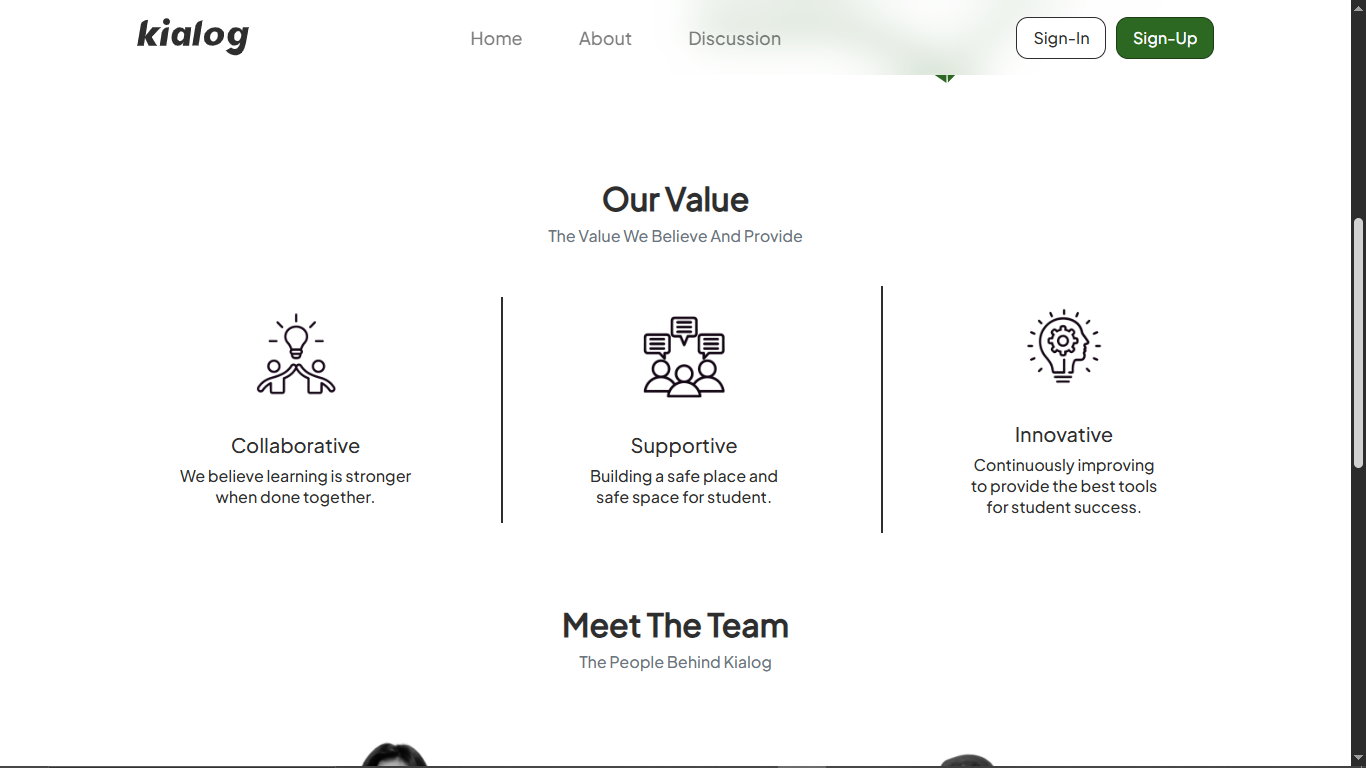 kialog
Home
About
Discussion
Sign-In
Sign-Up
Our Value
The Value We Believe And Provide
Collaborative
We believe learning is stronger
when done together.
Supportive
Building a safe place and
safe space for student.
Innovative
Continuously improving
to provide the best tools
for student success.
Meet The Team
The People Behind Kialog